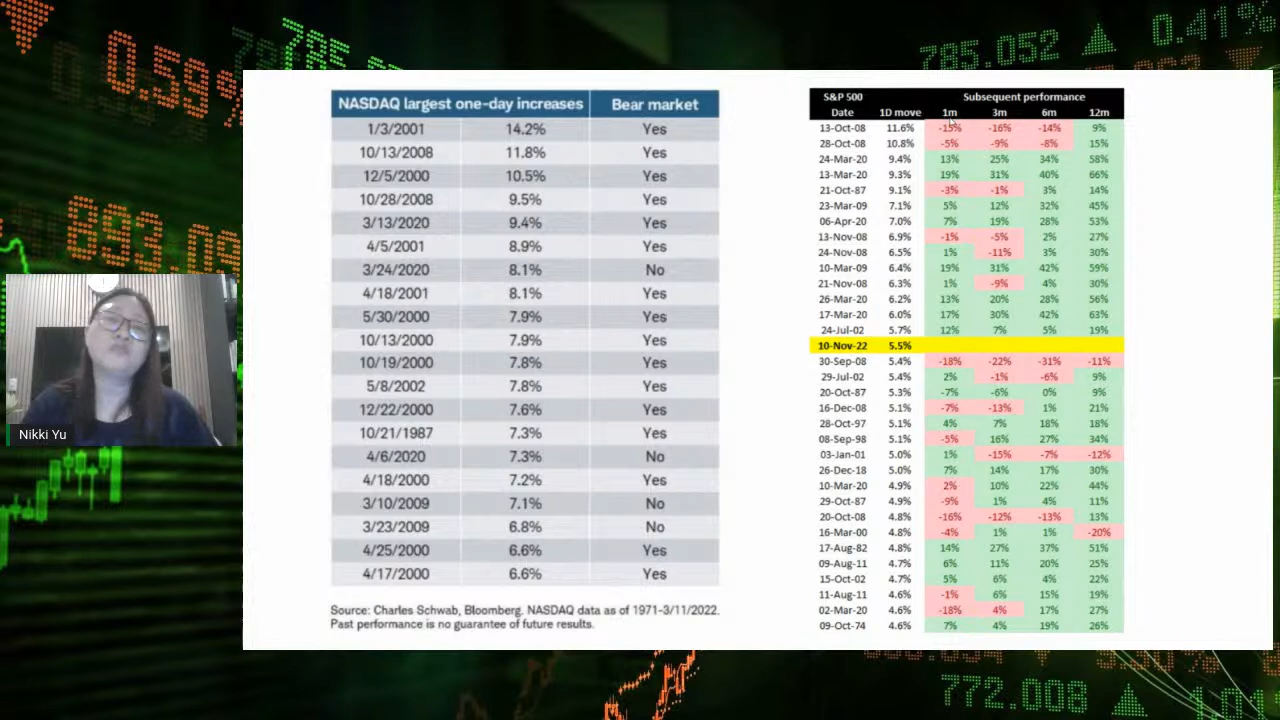 0.59%
785.
785.052 ▲ 0.41%
893.09
NASDAQ largest one-day increases Bear market
1/3/2001 14.2% Yes
10/13/2008 11.8% Yes
12/5/2000 10.5% Yes
10/28/2008 9.5% Yes
3/13/2020 9.4% Yes
4/5/2001 8.9% Yes
3/24/2020 8.1% No
4/18/2001 8.1% Yes
5/30/2000 7.9% Yes
10/13/2000 7.9% Yes
10/19/2000 7.8% Yes
5/8/2002 7.8% Yes
12/22/2000 7.6% Yes
10/21/1987 7.3% Yes
4/6/2020 7.3% No
4/18/2000 7.2% Yes
3/10/2009 7.1% No
3/23/2009 6.8% No
4/25/2000 6.6% Yes
4/17/2000 6.6% Yes
Source: Charles Schwab, Bloomberg. NASDAQ data as of 1971-3/11/2022.
Past performance is no guarantee of future results.
S&P 500 Subsequent performance
Date 1D move 1m 3m 6m 12m
13-Oct-08 11.6% -15% -16% -14% 9%
28-Oct-08 10.8% -5% -9% -8% 15%
24-Mar-20 9.4% 13% 25% 34% 58%
13-Mar-20 9.3% 19% 31% 40% 66%
21-Oct-87 9.1% -3% -1% 3% 14%
23-Mar-09 7.1% 5% 12% 32% 45%
06-Apr-20 7.0% 7% 19% 28% 53%
13-Nov-08 6.9% -1% -5% 2% 27%
24-Nov-08 6.5% 1% -11% 3% 30%
10-Mar-09 6.4% 19% 31% 42% 59%
21-Nov-08 6.3% 1% -9% 4% 30%
26-Mar-20 6.2% 13% 20% 28% 56%
17-Mar-20 6.0% 17% 30% 42% 63%
24-Jul-02 5.7% 12% 7% 5% 19%
10-Nov-22 5.5%
30-Sep-08 5.4% -18% -22% -31% -11%
29-Jul-02 5.4% 2% -1% -6% 9%
20-Oct-87 5.3% -7% -6% 0% 9%
16-Dec-08 5.1% -7% -13% 1% 21%
28-Oct-97 5.1% 4% 7% 18% 18%
08-Sep-98 5.1% -5% 16% 27% 34%
03-Jan-01 5.0% 1% -15% -7% -12%
26-Dec-18 5.0% 7% 14% 17% 30%
10-Mar-20 4.9% 2% 10% 22% 44%
29-Oct-87 4.9% -9% 1% 4% 11%
20-Oct-08 4.8% -16% -12% -13% 13%
16-Mar-00 4.8% -4% 1% 1% -20%
17-Aug-82 4.8% 14% 27% 37% 51%
09-Aug-11 4.7% 6% 11% 20% 25%
15-Oct-02 4.7% 5% 6% 4% 22%
11-Aug-11 4.6% -1% 6% 15% 19%
02-Mar-20 4.6% -18% 4% 17% 27%
09-Oct-74 4.6% 7% 4% 19% 26%
Nikki Yu
772.008 ▲